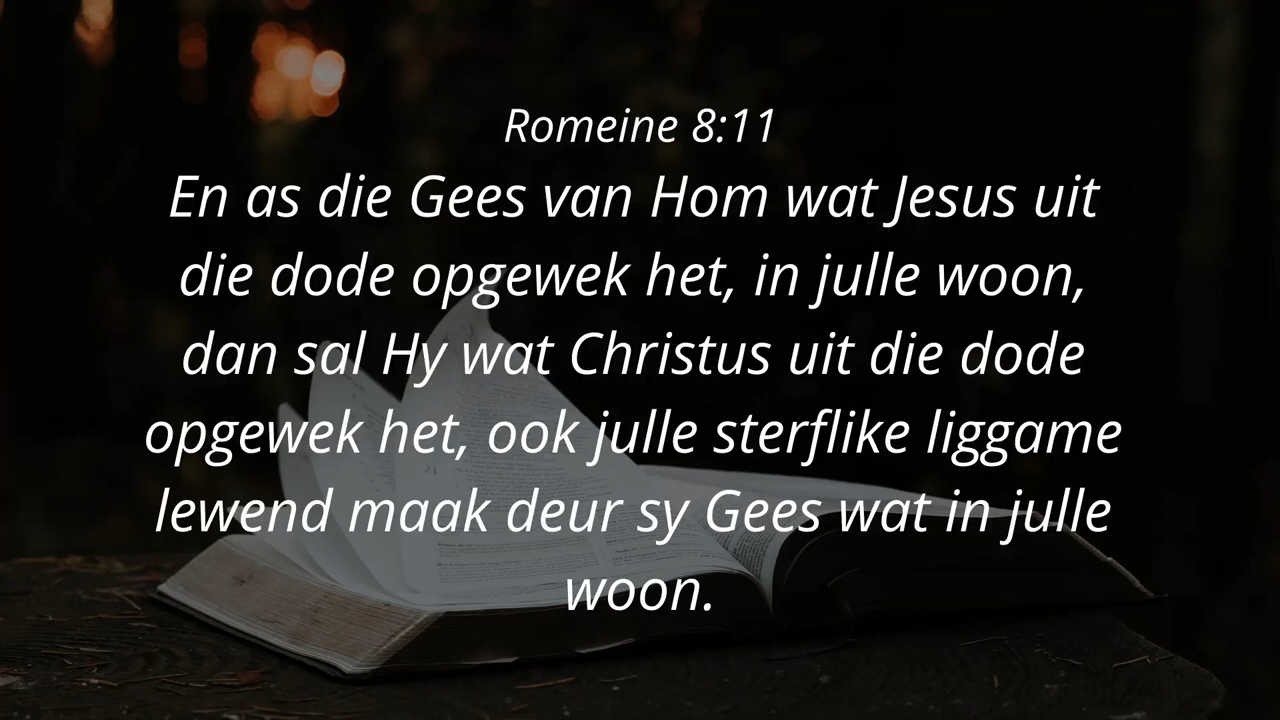 Romeine 8:11
En as die Gees van Hom wat Jesus uit
die dode opgewek het, in julle woon,
dan sal Hy wat Christus uit die dode
opgewek het, ook julle sterflike liggame
lewend maak deur sy Gees wat in julle
woon.